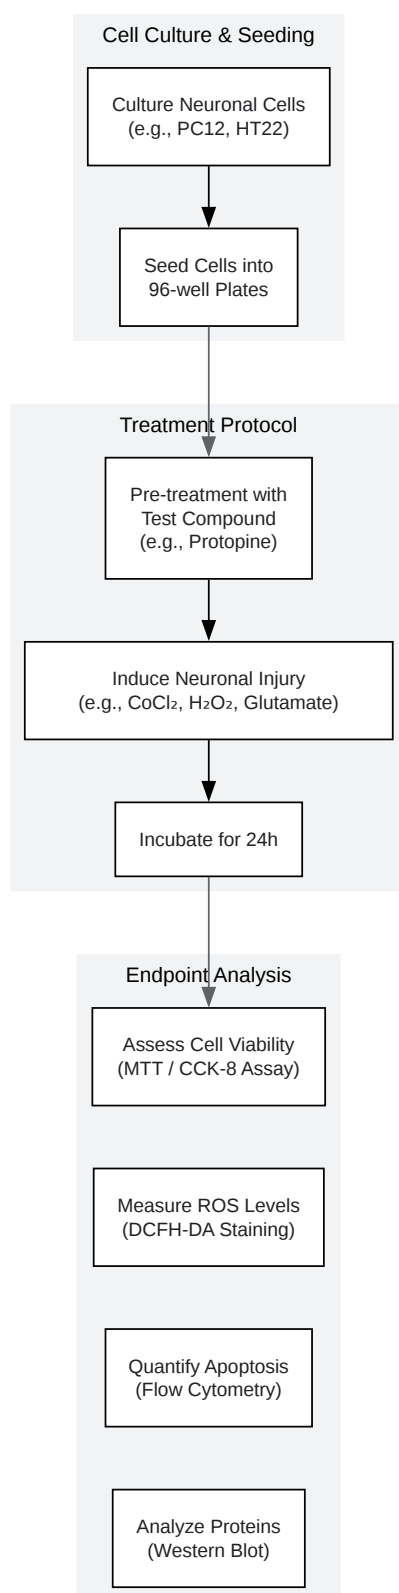 Cell Culture & Seeding
Culture Neuronal Cells
(e.g., PC12, HT22)
Seed Cells into
96-well Plates
Treatment Protocol
Pre-treatment with
Test Compound
(e.g., Protopine)
Induce Neuronal Injury
(e.g., CoCl₂, H₂O₂, Glutamate)
Incubate for 24h
Endpoint Analysis
Assess Cell Viability
(MTT / CCK-8 Assay)
Measure ROS Levels
(DCFH-DA Staining)
Quantify Apoptosis
(Flow Cytometry)
Analyze Proteins
(Western Blot)